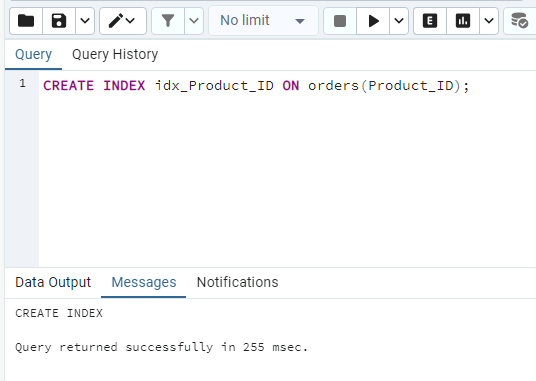 No limit
E
Query Query History
1 CREATE INDEX idx_Product_ID ON orders(Product_ID);
Data Output Messages Notifications
CREATE INDEX
Query returned successfully in 255 msec.